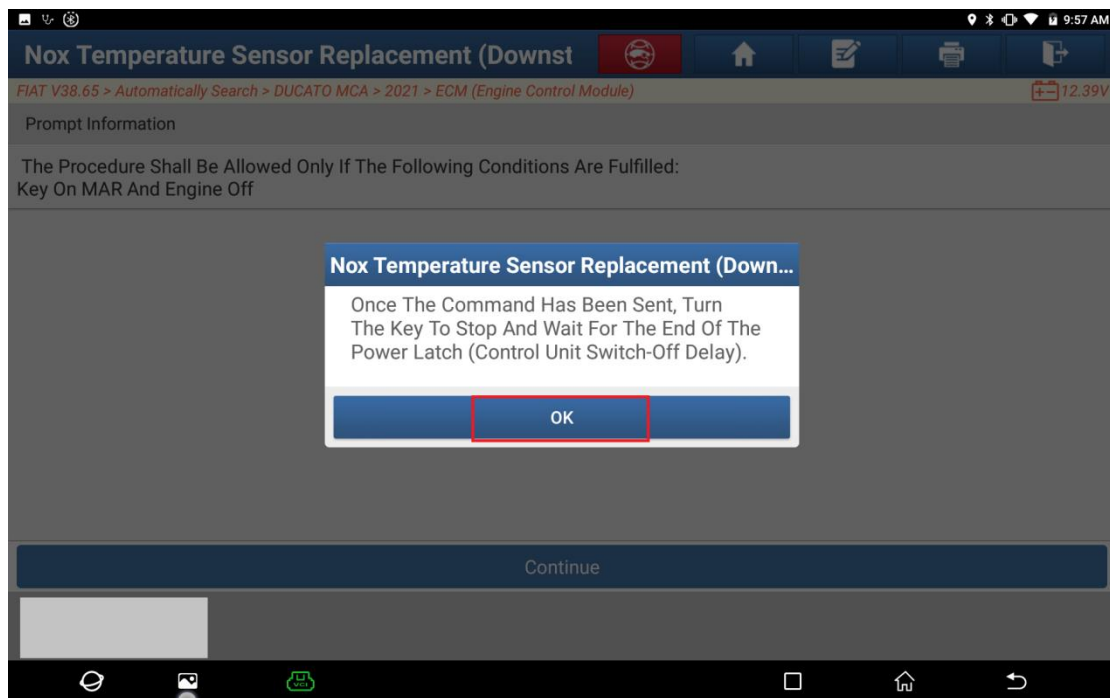 9:57 AM
Nox Temperature Sensor Replacement (Downst
FIAT V38.65 > Automatically Search > DUCATO MCA > 2021 > ECM (Engine Control Module)
12.39V
Prompt Information
The Procedure Shall Be Allowed Only If The Following Conditions Are Fulfilled:
Key On MAR And Engine Off
Nox Temperature Sensor Replacement (Down...
Once The Command Has Been Sent, Turn
The Key To Stop And Wait For The End Of The
Power Latch (Control Unit Switch-Off Delay).
OK
Continue
VCI